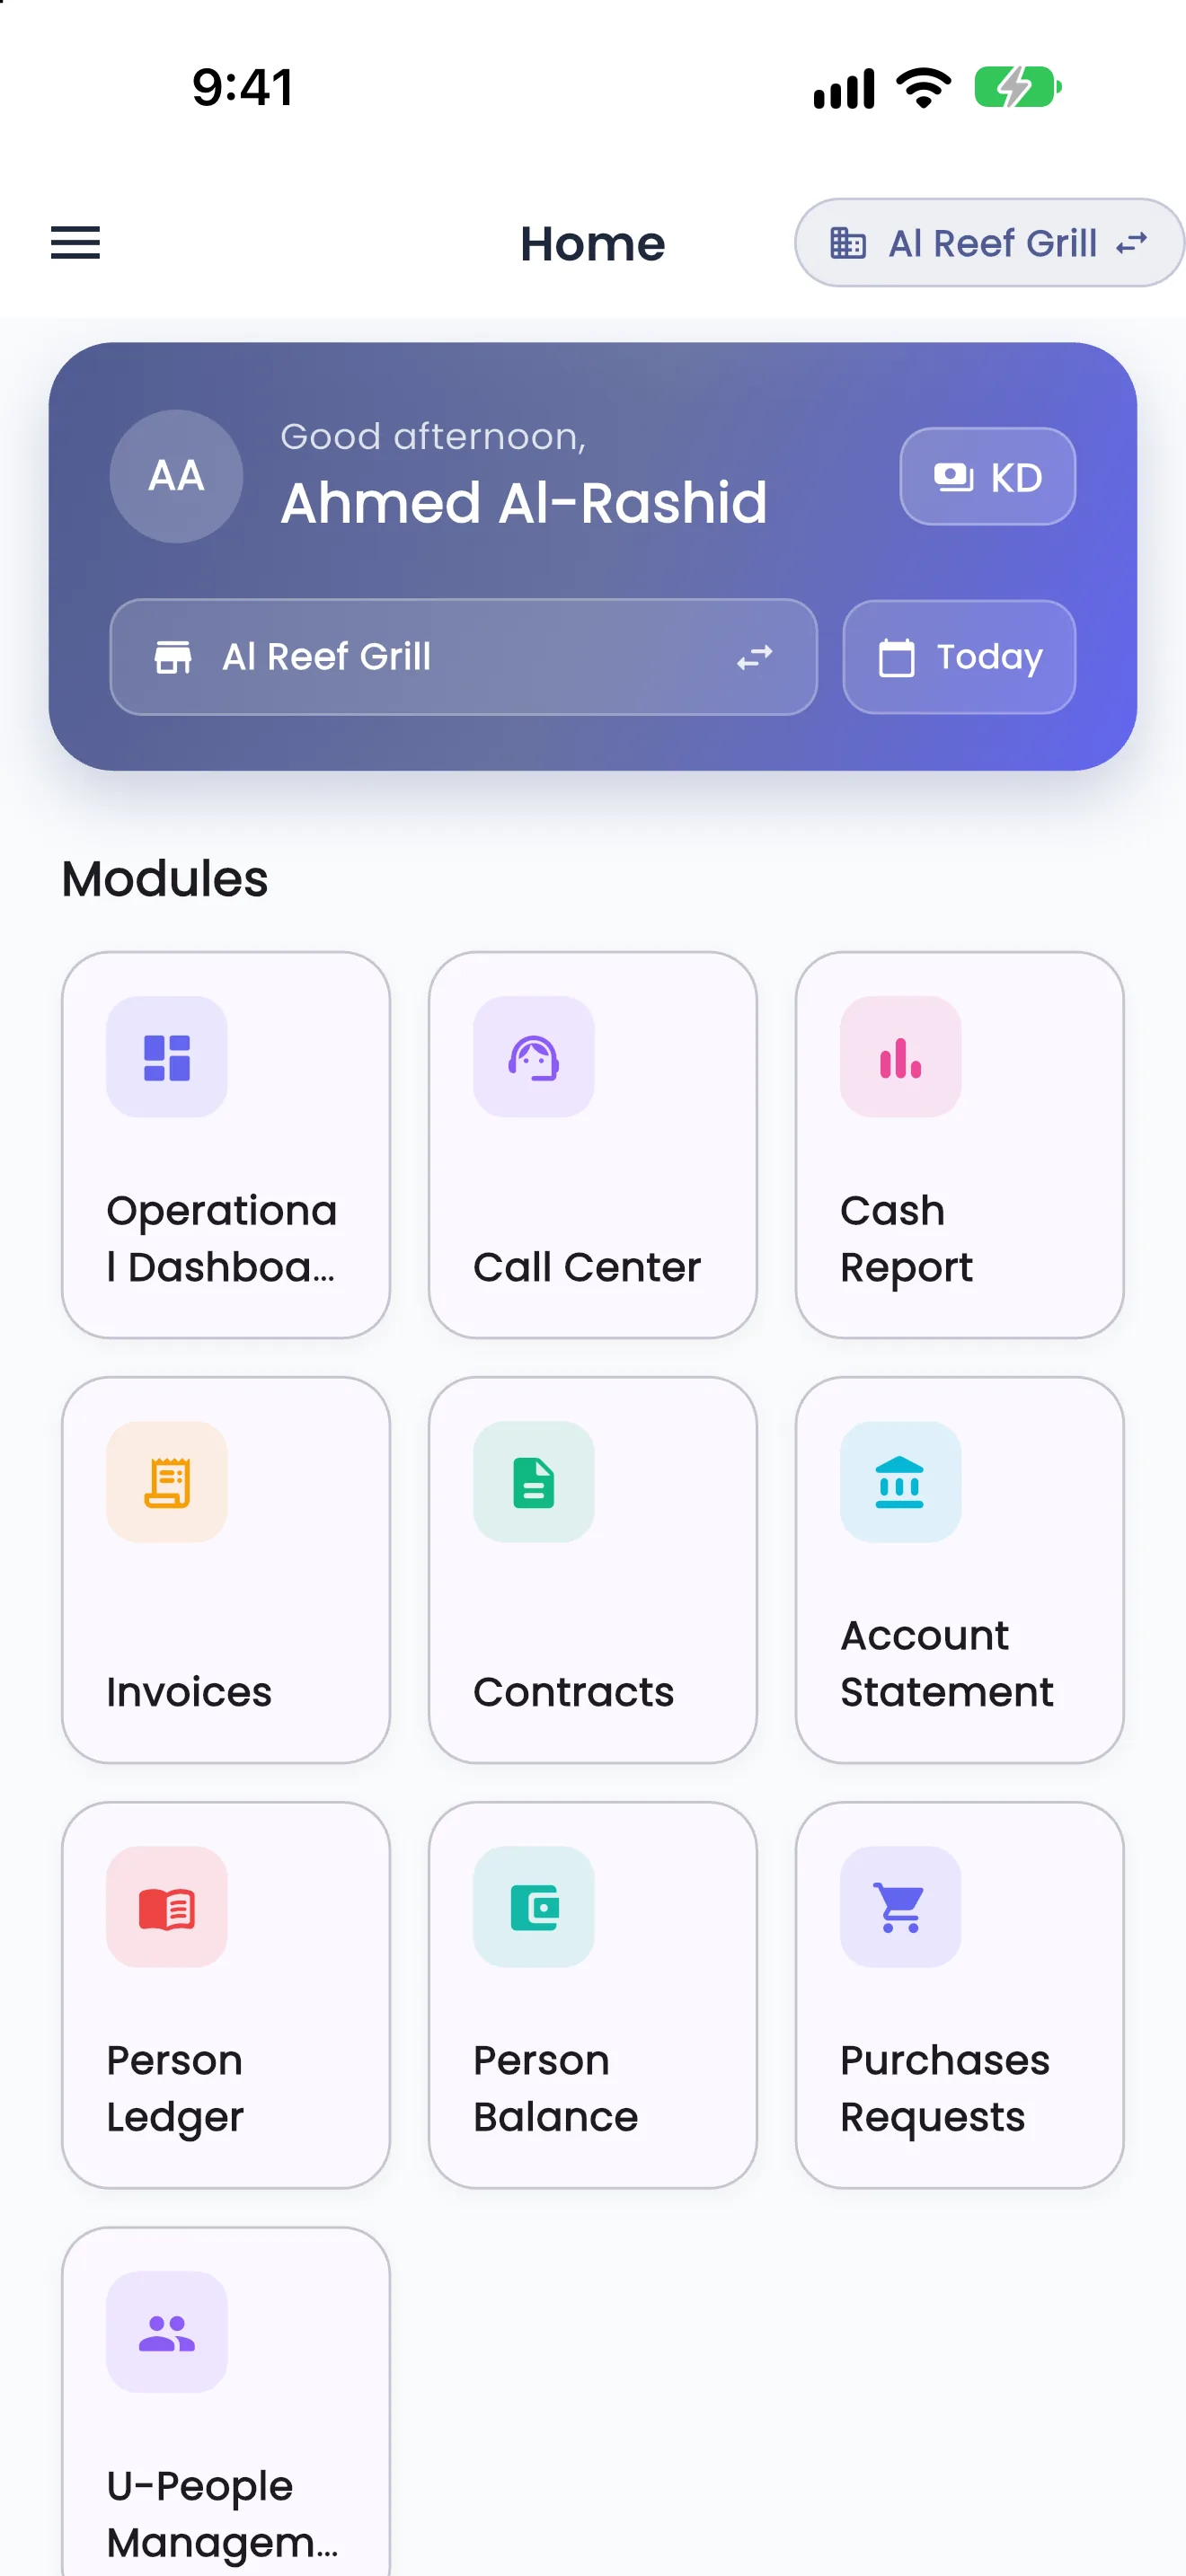 9:41
Home
Al Reef Grill
AA
Good afternoon,
Ahmed Al-Rashid
KD
Al Reef Grill
Today
Modules
Operationa
l Dashboa...
Call Center
Cash
Report
Invoices
Contracts
Account
Statement
Person
Ledger
Person
Balance
Purchases
Requests
U-People
Managem...